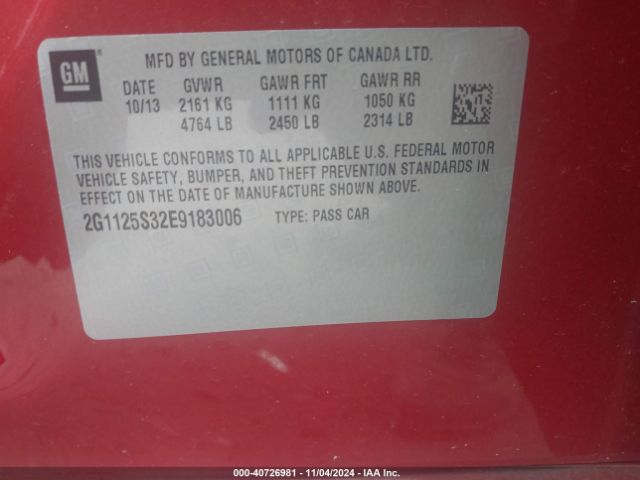 GM
MFD BY GENERAL MOTORS OF CANADA LTD.
DATE GVWR GAWR FRT GAWR RR
10/13 2161 KG 1111 KG 1050 KG
4764 LB 2450 LB 2314 LB
THIS VEHICLE CONFORMS TO ALL APPLICABLE U.S. FEDERAL MOTOR
VEHICLE SAFETY, BUMPER, AND THEFT PREVENTION STANDARDS IN
EFFECT ON THE DATE OF MANUFACTURE SHOWN ABOVE.
2G1125S32E9183006 TYPE: PASS CAR
000-40726981 - 11/04/2024 - IAA Inc.